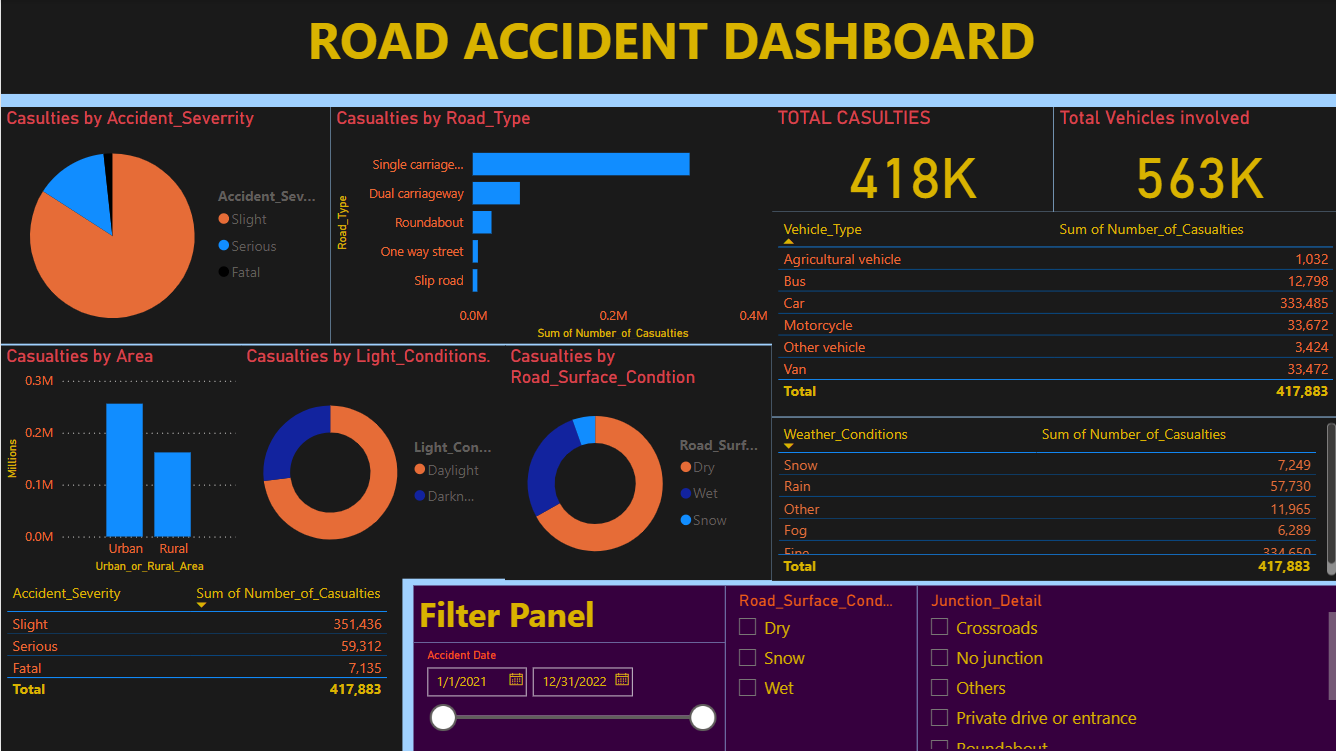 ROAD ACCIDENT DASHBOARD
Casulties by Accident_Severrity
Accident_Sev...
Slight
Serious
Fatal
Casualties by Road_Type
Road_Type
Single carriage...
Dual carriageway
Roundabout
One way street
Slip road
0.0M 0.2M 0.4M
Sum of Number_of_Casualties
TOTAL CASULTIES
418K
Total Vehicles involved
563K
Vehicle_Type Sum of Number_of_Casualties
Agricultural vehicle 1,032
Bus 12,798
Car 333,485
Motorcycle 33,672
Other vehicle 3,424
Van 33,472
Total 417,883
Casualties by Area
Millions
0.3M
0.2M
0.1M
0.0M
Urban Rural
Urban_or_Rural_Area
Casualties by Light_Conditions.
Light_Con...
Daylight
Darkn...
Casualties by
Road_Surface_Condtion
Road_Surf...
Dry
Wet
Snow
Weather_Conditions Sum of Number_of_Casualties
Snow 7,249
Rain 57,730
Other 11,965
Fog 6,289
Fine 334,650
Total 417,883
Accident_Severity Sum of Number_of_Casualties
Slight 351,436
Serious 59,312
Fatal 7,135
Total 417,883
Filter Panel
Accident Date
1/1/2021 12/31/2022
Road_Surface_Cond...
Dry
Snow
Wet
Junction_Detail
Crossroads
No junction
Others
Private drive or entrance
Roundabout